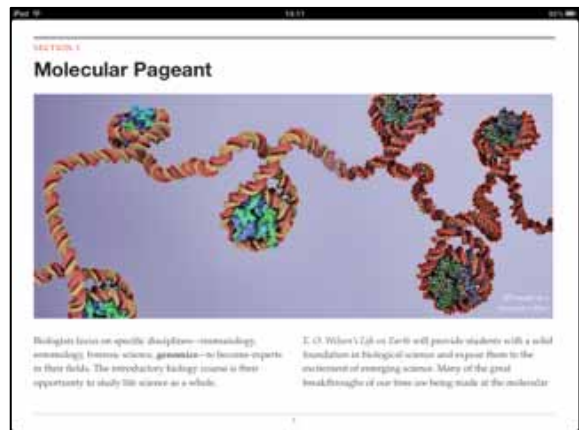 iPad
SECTION 1
Molecular Pageant
Biologists focus on specific disciplines—immunology,
entomology, forensic science, genomics—to become experts
in their fields. The introductory biology course is their
opportunity to study life science as a whole.
E. O. Wilson's Life on Earth will provide students with a solid
foundation in biological science and expose them to the
excitement of emerging science. Many of the great
breakthroughs of our time are being made at the molecular